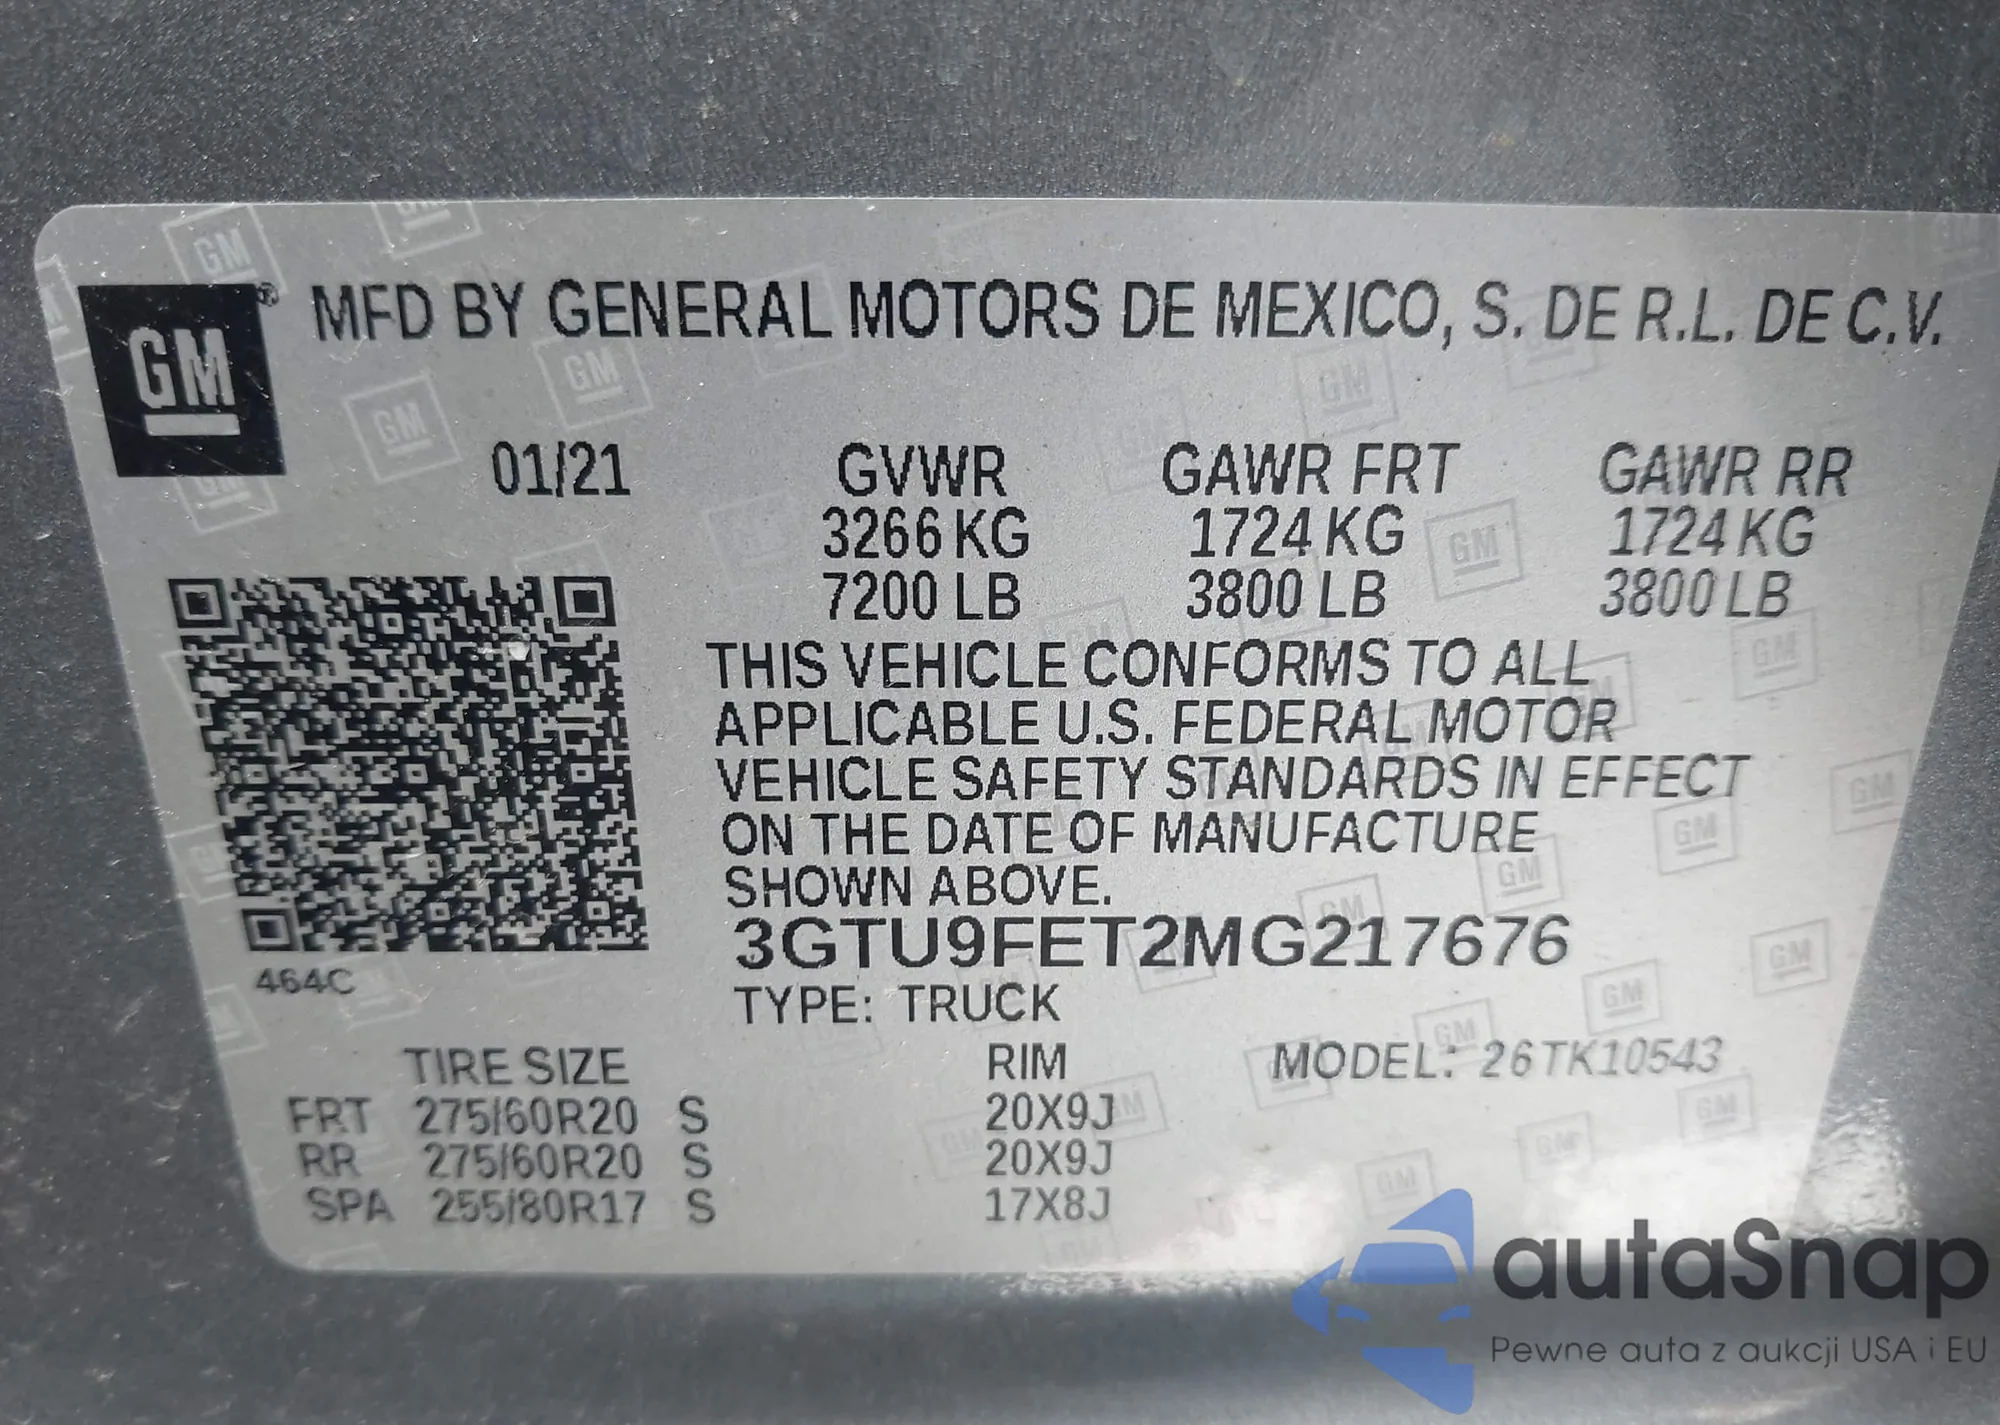 GM® MFD BY GENERAL MOTORS DE MEXICO, S. DE R.L. DE C.V.
01/21 GVWR GAWR FRT GAWR RR
3266 KG 1724 KG 1724 KG
7200 LB 3800 LB 3800 LB
THIS VEHICLE CONFORMS TO ALL
APPLICABLE U.S. FEDERAL MOTOR
VEHICLE SAFETY STANDARDS IN EFFECT
ON THE DATE OF MANUFACTURE
SHOWN ABOVE.
3GTU9FET2MG217676
464C
TYPE: TRUCK
TIRE SIZE RIM MODEL: 26TK10543
FRT 275/60R20 S 20X9J
RR 275/60R20 S 20X9J
SPA 255/80R17 S 17X8J
autaSnap
Pewne auta z aukcji USA i EU